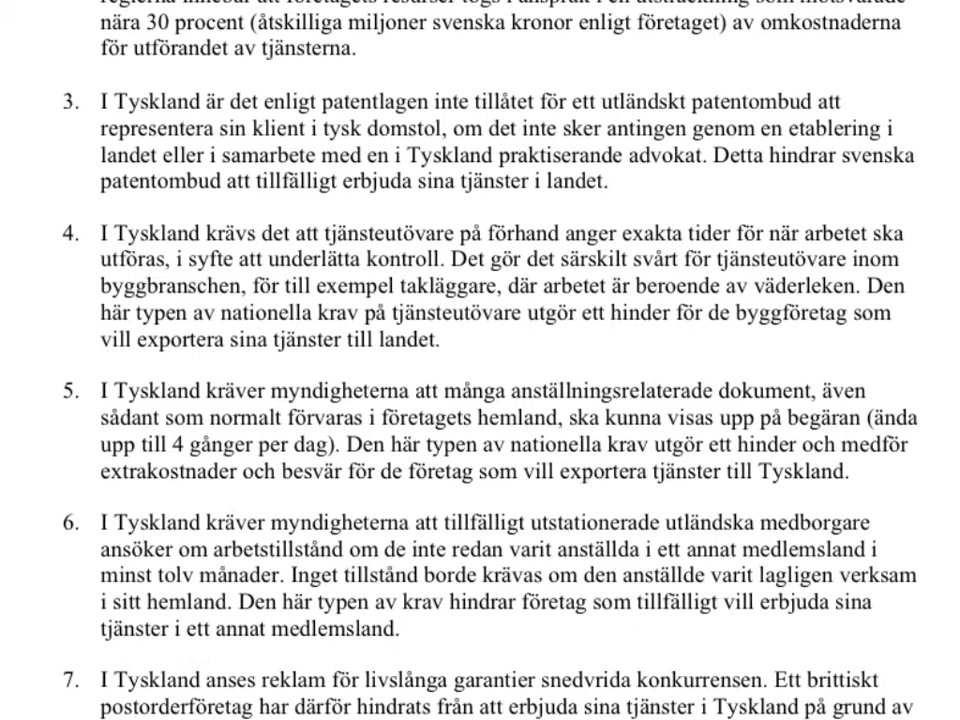 nära 30 procent (åtskilliga miljoner svenska kronor enligt företaget) av omkostnaderna
för utförandet av tjänsterna.
3. I Tyskland är det enligt patentlagen inte tillåtet för ett utländskt patentombud att
representera sin klient i tysk domstol, om det inte sker antingen genom en etablering i
landet eller i samarbete med en i Tyskland praktiserande advokat. Detta hindrar svenska
patentombud att tillfälligt erbjuda sina tjänster i landet.
4. I Tyskland krävs det att tjänsteutövare på förhand anger exakta tider för när arbetet ska
utföras, i syfte att underlätta kontroll. Det gör det särskilt svårt för tjänsteutövare inom
byggbranschen, för till exempel takläggare, där arbetet är beroende av väderleken. Den
här typen av nationella krav på tjänsteutövare utgör ett hinder för de byggföretag som
vill exportera sina tjänster till landet.
5. I Tyskland kräver myndigheterna att många anställningsrelaterade dokument, även
sådant som normalt förvaras i företagets hemland, ska kunna visas upp på begäran (ända
upp till 4 gånger per dag). Den här typen av nationella krav utgör ett hinder och medför
extrakostnader och besvär för de företag som vill exportera tjänster till Tyskland.
6. I Tyskland kräver myndigheterna att tillfälligt utstationerade utländska medborgare
ansöker om arbetstillstånd om de inte redan varit anställda i ett annat medlemsland i
minst tolv månader. Inget tillstånd borde krävas om den anställde varit lagligen verksam
i sitt hemland. Den här typen av krav hindrar företag som tillfälligt vill erbjuda sina
tjänster i ett annat medlemsland.
7. I Tyskland anses reklam för livslånga garantier snedvrida konkurrensen. Ett brittiskt
postorderföretag har därför hindrats från att erbjuda sina tjänster i Tyskland på grund av